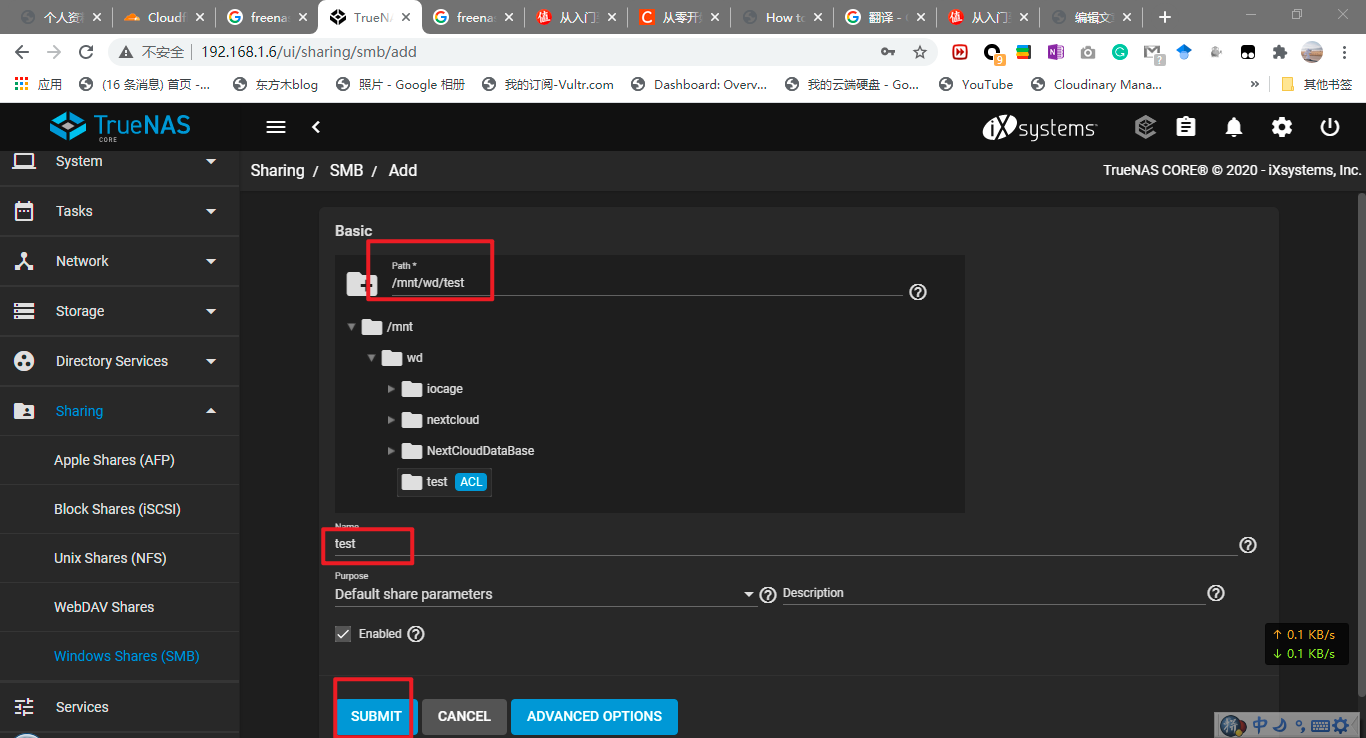 个人资 Cloudf freena TrueNA freena 从入门 从零开 How to 翻译 - 从入门 编辑文
不安全 192.168.1.6/ui/sharing/smb/add 9 ?
应用 (16 条消息) 首页 -... 东方木blog 照片 - Google 相册 我的订阅-Vultr.com Dashboard: Overv... 我的云端硬盘 - Go... YouTube Cloudinary Mana... » 其他书签
TrueNAS CORE iXsystems
System Sharing / SMB / Add TrueNAS CORE® © 2020 - iXsystems, Inc.
Tasks
Network
Storage
Directory Services
Sharing
Apple Shares (AFP)
Block Shares (iSCSI)
Unix Shares (NFS)
WebDAV Shares
Windows Shares (SMB)
Services
Basic
Path *
/mnt/wd/test
/mnt
wd
iocage
nextcloud
NextCloudDataBase
test ACL
Name
test
Purpose
Default share parameters Description
Enabled
↑ 0.1 KB/s
↓ 0.1 KB/s
SUBMIT CANCEL ADVANCED OPTIONS
中